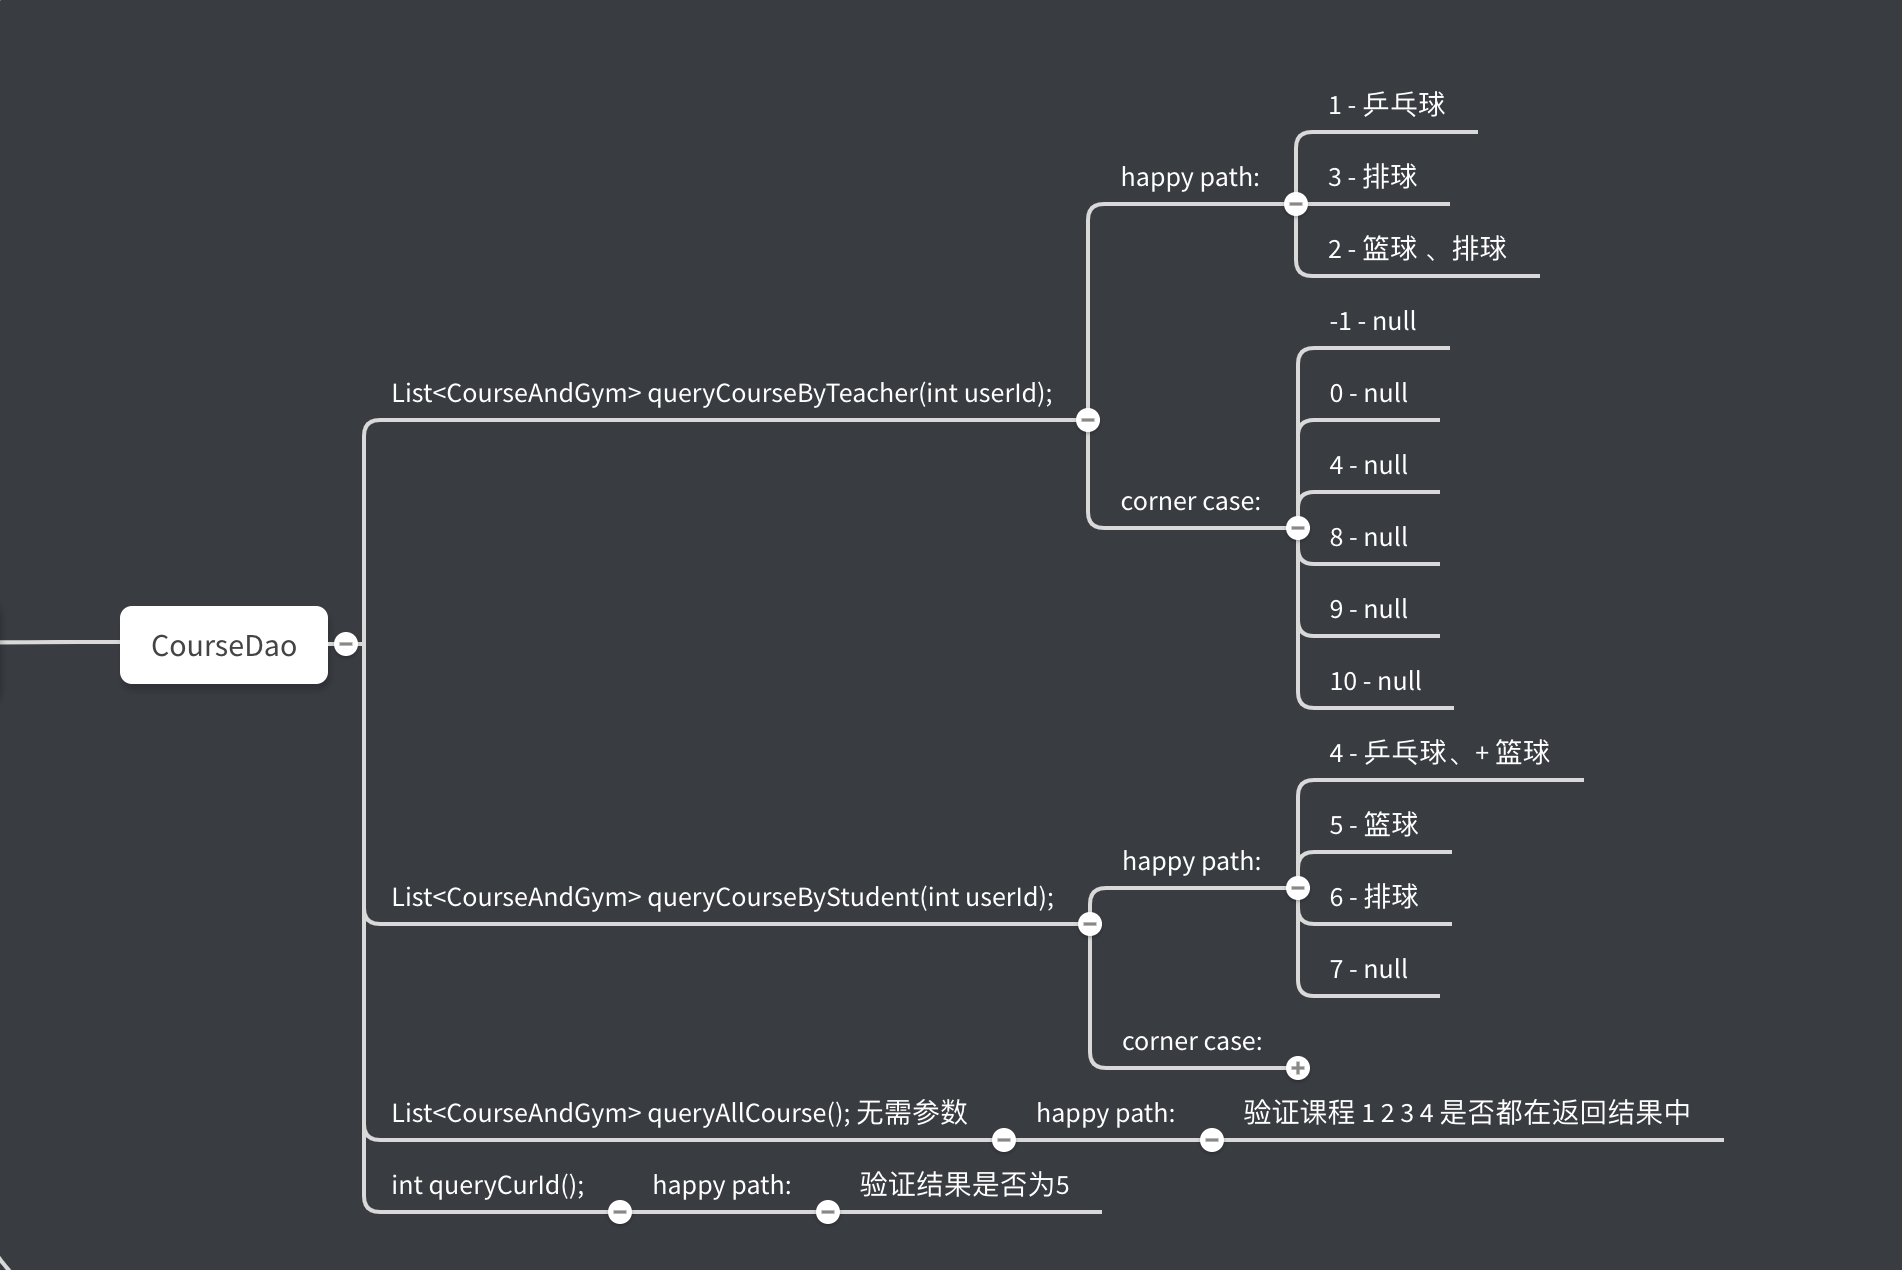 CourseDao
List<CourseAndGym> queryCourseByTeacher(int userId);
happy path:
1 - 乒乓球
3 - 排球
2 - 篮球 、排球
corner case:
-1 - null
0 - null
4 - null
8 - null
9 - null
10 - null
List<CourseAndGym> queryCourseByStudent(int userId);
happy path:
4 - 乒乓球、+ 篮球
5 - 篮球
6 - 排球
7 - null
corner case:
List<CourseAndGym> queryAllCourse(); 无需参数
happy path:
验证课程 1 2 3 4 是否都在返回结果中
int queryCurId();
happy path:
验证结果是否为5